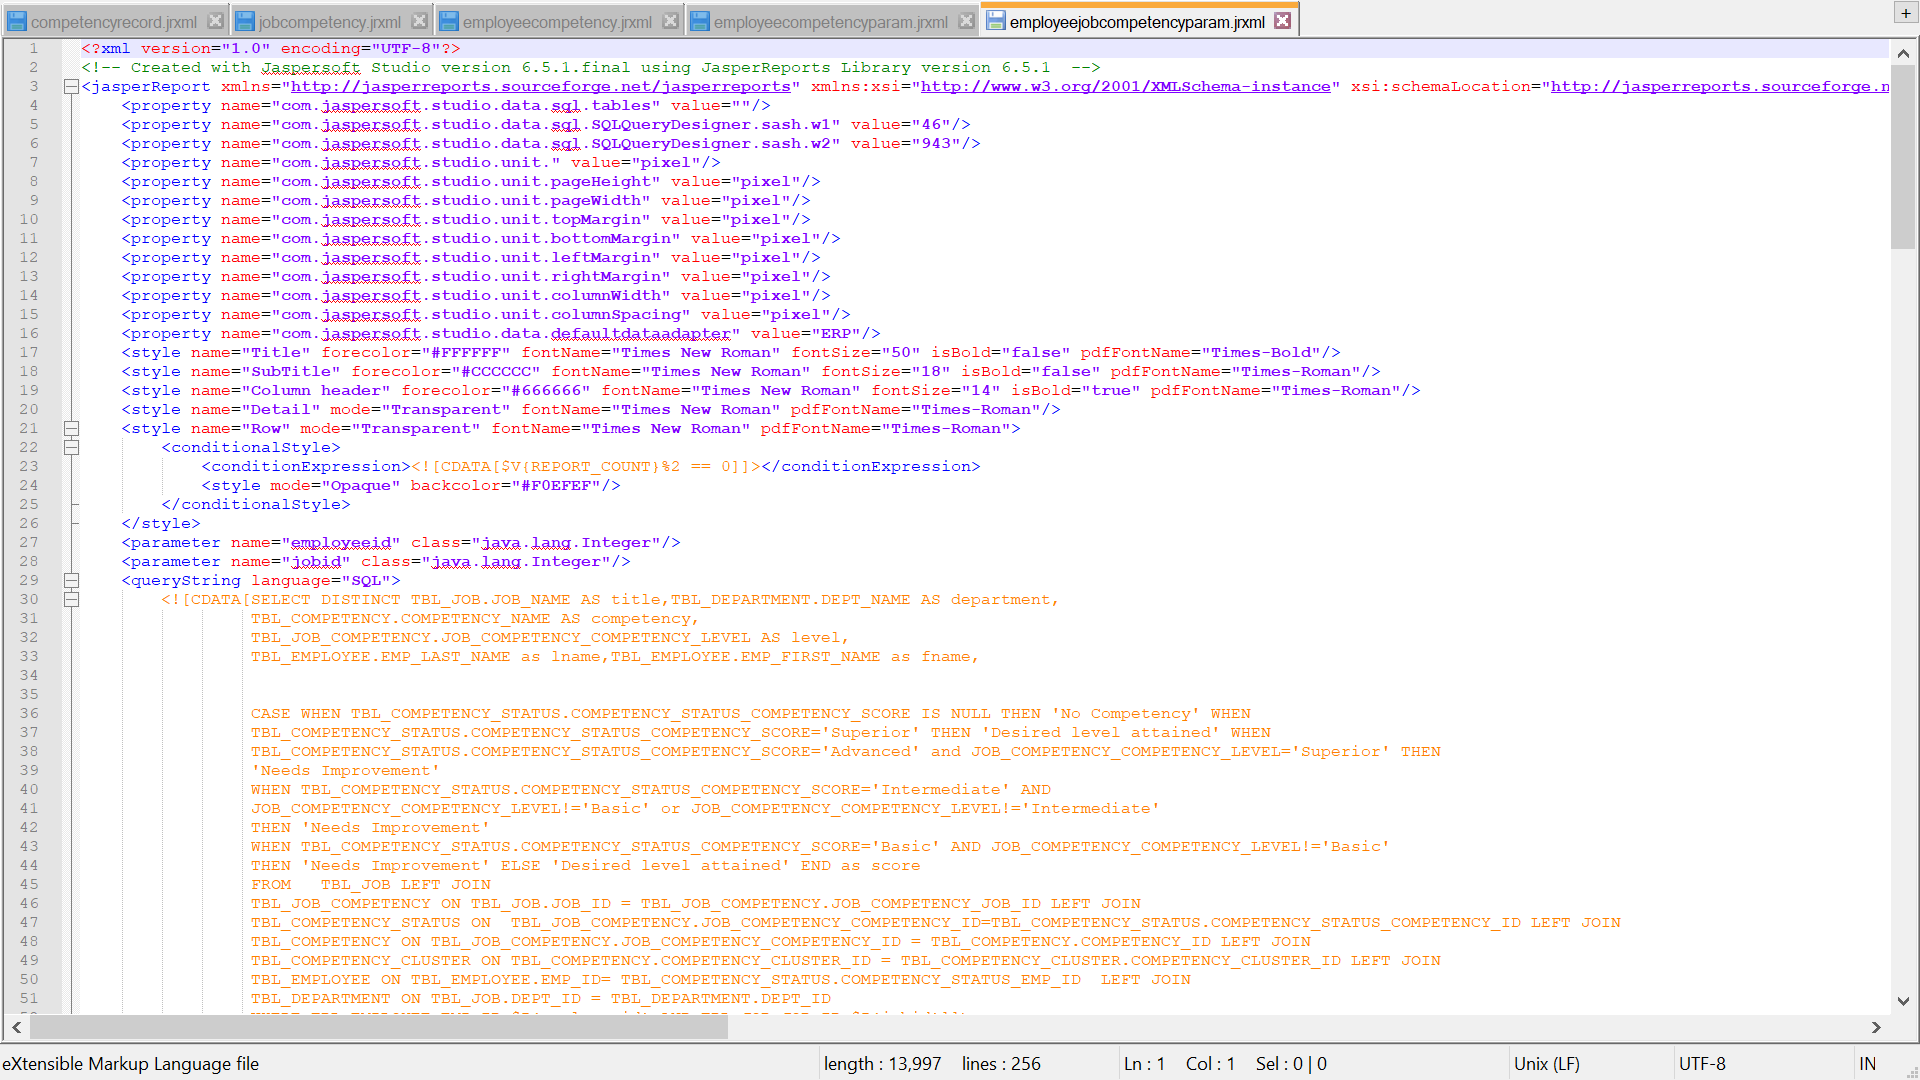 competencyrecord.jrxml jobcompetency.jrxml employeecompetency.jrxml employeecompetencyparam.jrxml employeejobcompetencyparam.jrxml +
1 <?xml version="1.0" encoding="UTF-8"?>
2 <!-- Created with Jaspersoft Studio version 6.5.1.final using JasperReports Library version 6.5.1  -->
3 <jasperReport xmlns="http://jasperreports.sourceforge.net/jasperreports" xmlns:xsi="http://www.w3.org/2001/XMLSchema-instance" xsi:schemaLocation="http://jasperreports.sourceforge.n
4 <property name="com.jaspersoft.studio.data.sql.tables" value=""/>
5 <property name="com.jaspersoft.studio.data.sql.SQLQueryDesigner.sash.w1" value="46"/>
6 <property name="com.jaspersoft.studio.data.sql.SQLQueryDesigner.sash.w2" value="943"/>
7 <property name="com.jaspersoft.studio.unit." value="pixel"/>
8 <property name="com.jaspersoft.studio.unit.pageHeight" value="pixel"/>
9 <property name="com.jaspersoft.studio.unit.pageWidth" value="pixel"/>
10 <property name="com.jaspersoft.studio.unit.topMargin" value="pixel"/>
11 <property name="com.jaspersoft.studio.unit.bottomMargin" value="pixel"/>
12 <property name="com.jaspersoft.studio.unit.leftMargin" value="pixel"/>
13 <property name="com.jaspersoft.studio.unit.rightMargin" value="pixel"/>
14 <property name="com.jaspersoft.studio.unit.columnWidth" value="pixel"/>
15 <property name="com.jaspersoft.studio.unit.columnSpacing" value="pixel"/>
16 <property name="com.jaspersoft.studio.data.defaultdataadapter" value="ERP"/>
17 <style name="Title" forecolor="#FFFFFF" fontName="Times New Roman" fontSize="50" isBold="false" pdfFontName="Times-Bold"/>
18 <style name="SubTitle" forecolor="#CCCCCC" fontName="Times New Roman" fontSize="18" isBold="false" pdfFontName="Times-Roman"/>
19 <style name="Column header" forecolor="#666666" fontName="Times New Roman" fontSize="14" isBold="true" pdfFontName="Times-Roman"/>
20 <style name="Detail" mode="Transparent" fontName="Times New Roman" pdfFontName="Times-Roman"/>
21 <style name="Row" mode="Transparent" fontName="Times New Roman" pdfFontName="Times-Roman">
22 <conditionalStyle>
23 <conditionExpression><![CDATA[$V{REPORT_COUNT}%2 == 0]]></conditionExpression>
24 <style mode="Opaque" backcolor="#F0EFEF"/>
25 </conditionalStyle>
26 </style>
27 <parameter name="employeeid" class="java.lang.Integer"/>
28 <parameter name="jobid" class="java.lang.Integer"/>
29 <queryString language="SQL">
30 <![CDATA[SELECT DISTINCT TBL_JOB.JOB_NAME AS title,TBL_DEPARTMENT.DEPT_NAME AS department,
31 TBL_COMPETENCY.COMPETENCY_NAME AS competency,
32 TBL_JOB_COMPETENCY.JOB_COMPETENCY_COMPETENCY_LEVEL AS level,
33 TBL_EMPLOYEE.EMP_LAST_NAME as lname,TBL_EMPLOYEE.EMP_FIRST_NAME as fname,
34
35
36 CASE WHEN TBL_COMPETENCY_STATUS.COMPETENCY_STATUS_COMPETENCY_SCORE IS NULL THEN 'No Competency' WHEN
37 TBL_COMPETENCY_STATUS.COMPETENCY_STATUS_COMPETENCY_SCORE='Superior' THEN 'Desired level attained' WHEN
38 TBL_COMPETENCY_STATUS.COMPETENCY_STATUS_COMPETENCY_SCORE='Advanced' and JOB_COMPETENCY_COMPETENCY_LEVEL='Superior' THEN
39 'Needs Improvement'
40 WHEN TBL_COMPETENCY_STATUS.COMPETENCY_STATUS_COMPETENCY_SCORE='Intermediate' AND
41 JOB_COMPETENCY_COMPETENCY_LEVEL!='Basic' or JOB_COMPETENCY_COMPETENCY_LEVEL!='Intermediate'
42 THEN 'Needs Improvement'
43 WHEN TBL_COMPETENCY_STATUS.COMPETENCY_STATUS_COMPETENCY_SCORE='Basic' AND JOB_COMPETENCY_COMPETENCY_LEVEL!='Basic'
44 THEN 'Needs Improvement' ELSE 'Desired level attained' END as score
45 FROM   TBL_JOB LEFT JOIN
46 TBL_JOB_COMPETENCY ON TBL_JOB.JOB_ID = TBL_JOB_COMPETENCY.JOB_COMPETENCY_JOB_ID LEFT JOIN
47 TBL_COMPETENCY_STATUS ON  TBL_JOB_COMPETENCY.JOB_COMPETENCY_COMPETENCY_ID=TBL_COMPETENCY_STATUS.COMPETENCY_STATUS_COMPETENCY_ID LEFT JOIN
48 TBL_COMPETENCY ON TBL_JOB_COMPETENCY.JOB_COMPETENCY_COMPETENCY_ID = TBL_COMPETENCY.COMPETENCY_ID LEFT JOIN
49 TBL_COMPETENCY_CLUSTER ON TBL_COMPETENCY.COMPETENCY_CLUSTER_ID = TBL_COMPETENCY_CLUSTER.COMPETENCY_CLUSTER_ID LEFT JOIN
50 TBL_EMPLOYEE ON TBL_EMPLOYEE.EMP_ID= TBL_COMPETENCY_STATUS.COMPETENCY_STATUS_EMP_ID  LEFT JOIN
51 TBL_DEPARTMENT ON TBL_JOB.DEPT_ID = TBL_DEPARTMENT.DEPT_ID
eXtensible Markup Language file length : 13,997 lines : 256 Ln : 1 Col : 1 Sel : 0 | 0 Unix (LF) UTF-8 IN